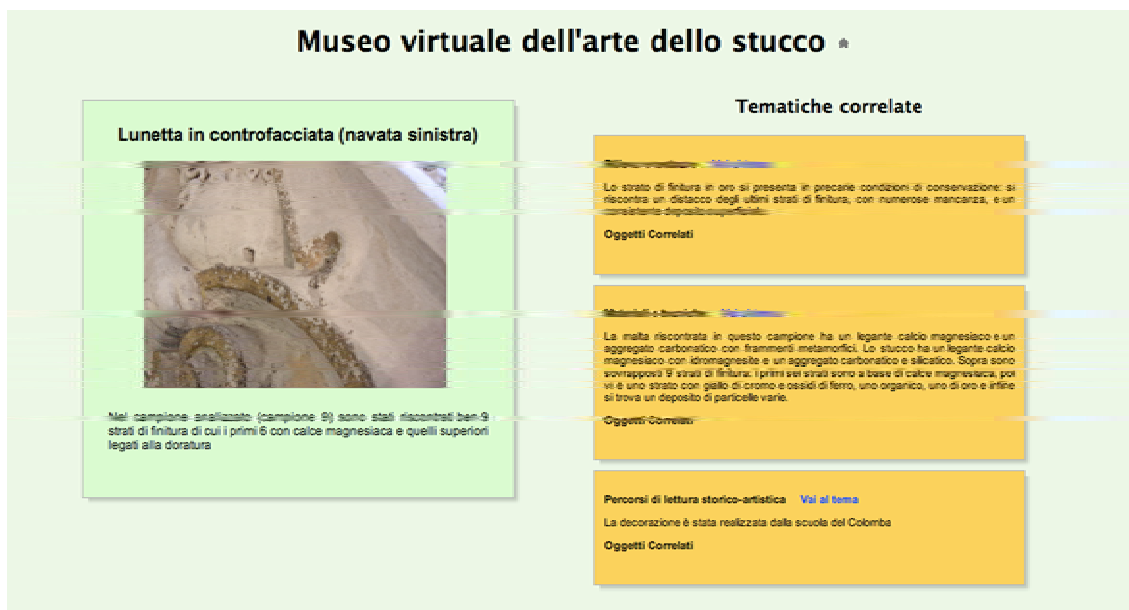 Museo virtuale dell'arte dello stucco
Lunetta in controfacciata (navata sinistra)
Nel campione analizzato (campione 9) sono stati riscontrati ben 9
strati di finitura di cui i primi 6 con calce magnesiaca e quelli superiori
legati alla doratura
Tematiche correlate
Lo strato di finitura in oro si presenta in precarie condizioni di conservazione: si
riscontra un distacco degli ultimi strati di finitura, con numerose mancanza, e un
consistente deposito superficiale.
Oggetti Correlati
La malta riscontrata in questo campione ha un legante calcio magnesiaco e un
aggregato carbonatico con frammenti metamorfici. Lo stucco ha un legante calcio
magnesiaco con idromagnesite e un aggregato carbonatico e silicatico. Sopra sono
sovrapposti 9 strati di finitura. I primi sei strati sono a base di calce magnesiaca, poi
vi è uno strato con giallo di cromo e ossidi di ferro, uno organico, uno di oro e infine
si trova un deposito di particelle varie.
Oggetti Correlati
Percorsi di lettura storico-artistica Vai al tema
La decorazione è stata realizzata dalla scuola del Colomba
Oggetti Correlati